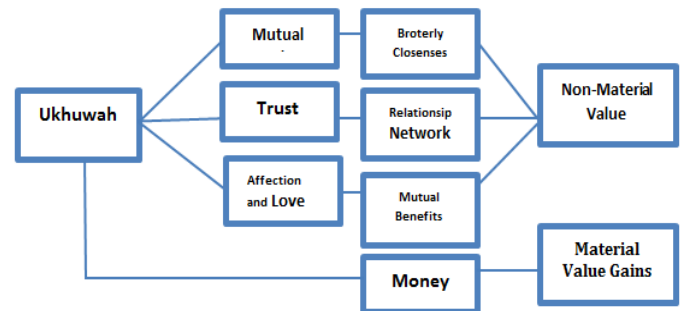 Ukhuwah
Mutual
Trust
Affection
and Love
Broterly
Closenses
Relationsip
Network
Mutual
Benefits
Money
Non-Material
Value
Material
Value Gains